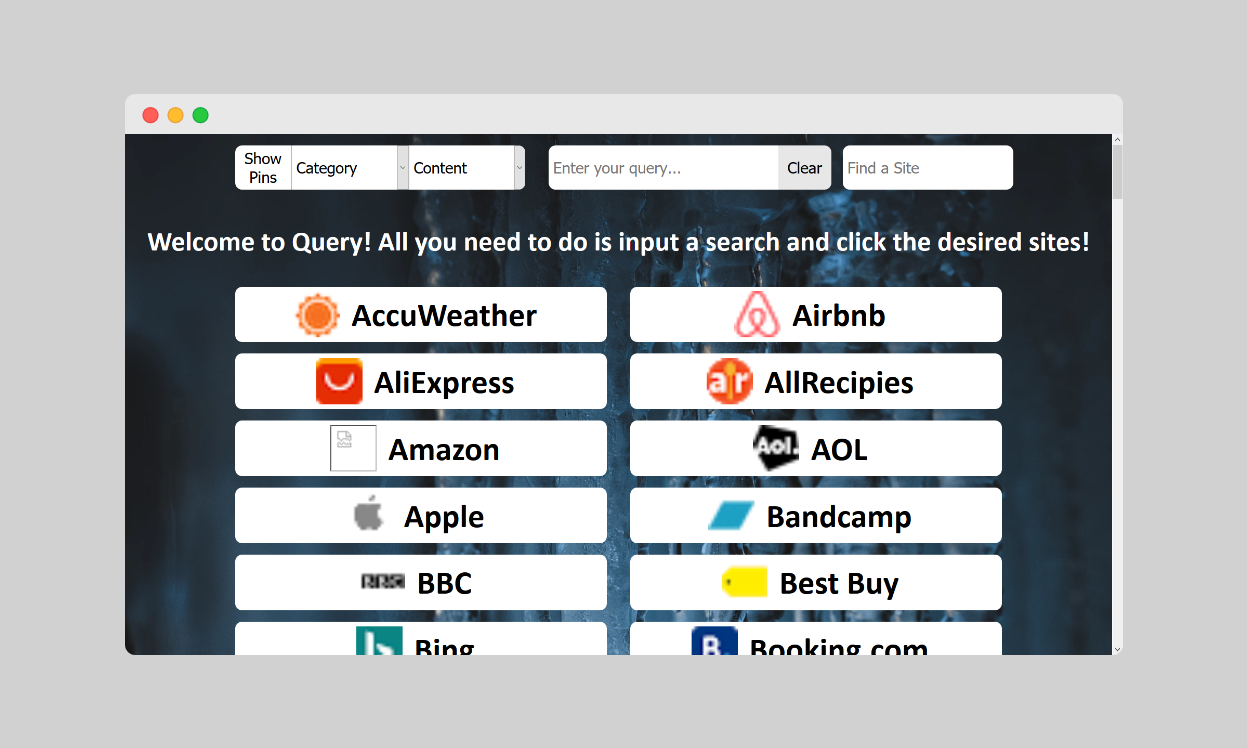 Show
Pins
Category
Content
Enter your query...
Clear
Find a Site
Welcome to Query! All you need to do is input a search and click the desired sites!
AccuWeather
Airbnb
AliExpress
ar AllRecipies
Amazon
Aol. AOL
Apple
Bandcamp
BBC BBC
Best Buy
b Bing
B. Booking.com